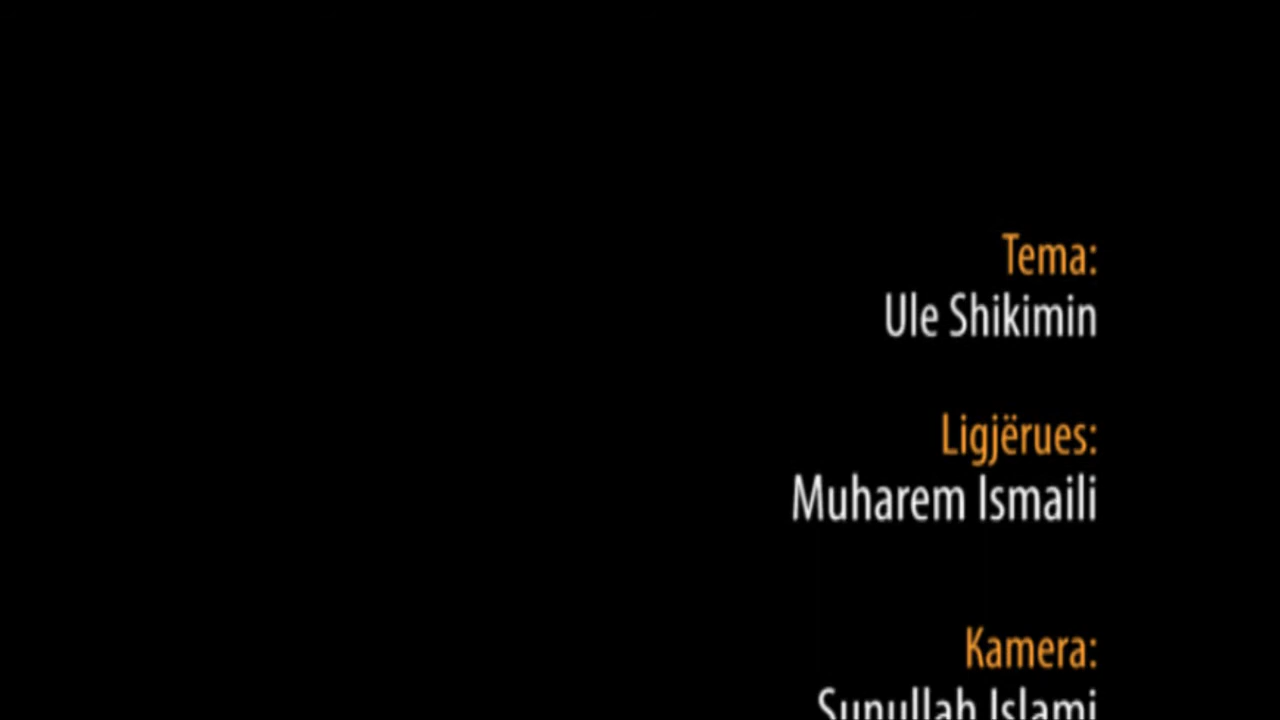 Tema:
Ule Shikimin
Ligjërues:
Muharem Ismaili
Kamera:
Sunullah Islami